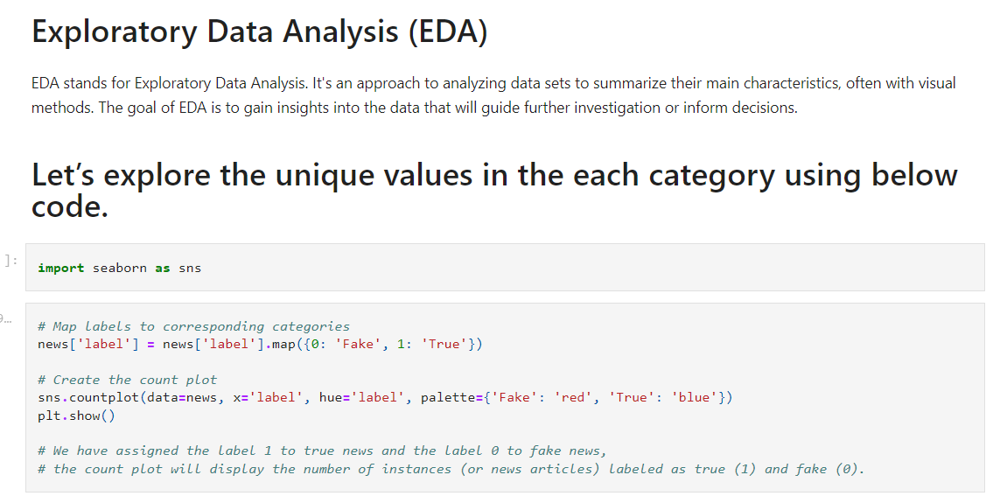 Exploratory Data Analysis (EDA)
EDA stands for Exploratory Data Analysis. It's an approach to analyzing data sets to summarize their main characteristics, often with visual
methods. The goal of EDA is to gain insights into the data that will guide further investigation or inform decisions.
Let’s explore the unique values in the each category using below
code.
]:
import seaborn as sns
# Map labels to corresponding categories
news['label'] = news['label'].map({0: 'Fake', 1: 'True'})
# Create the count plot
sns.countplot(data=news, x='label', hue='label', palette={'Fake': 'red', 'True': 'blue'})
plt.show()
# We have assigned the label 1 to true news and the label 0 to fake news,
# the count plot will display the number of instances (or news articles) labeled as true (1) and fake (0).